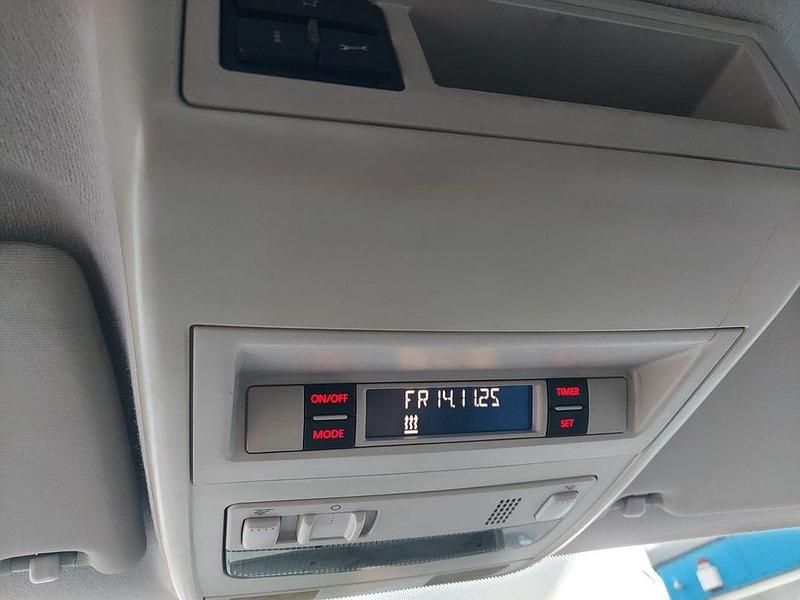 ON/OFF
MODE
FR 14.11.25
TIMER
SET